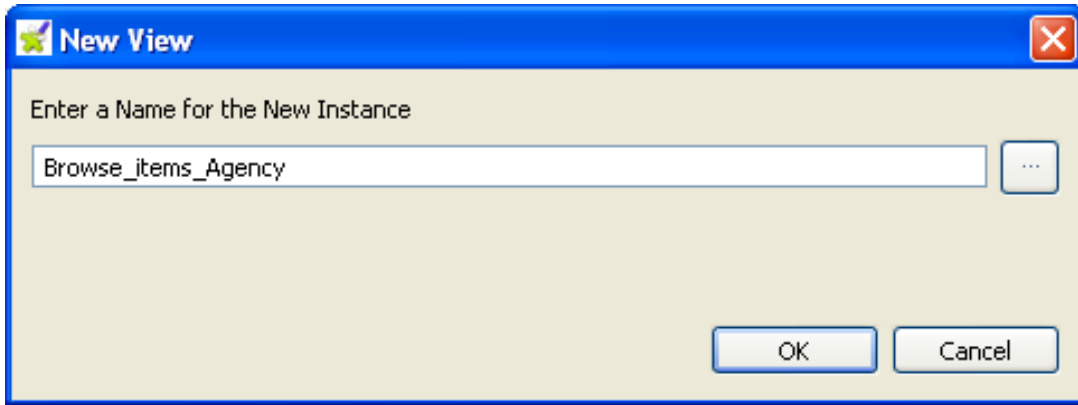 New View
Enter a Name for the New Instance
Browse_items_Agency
...
OK
Cancel